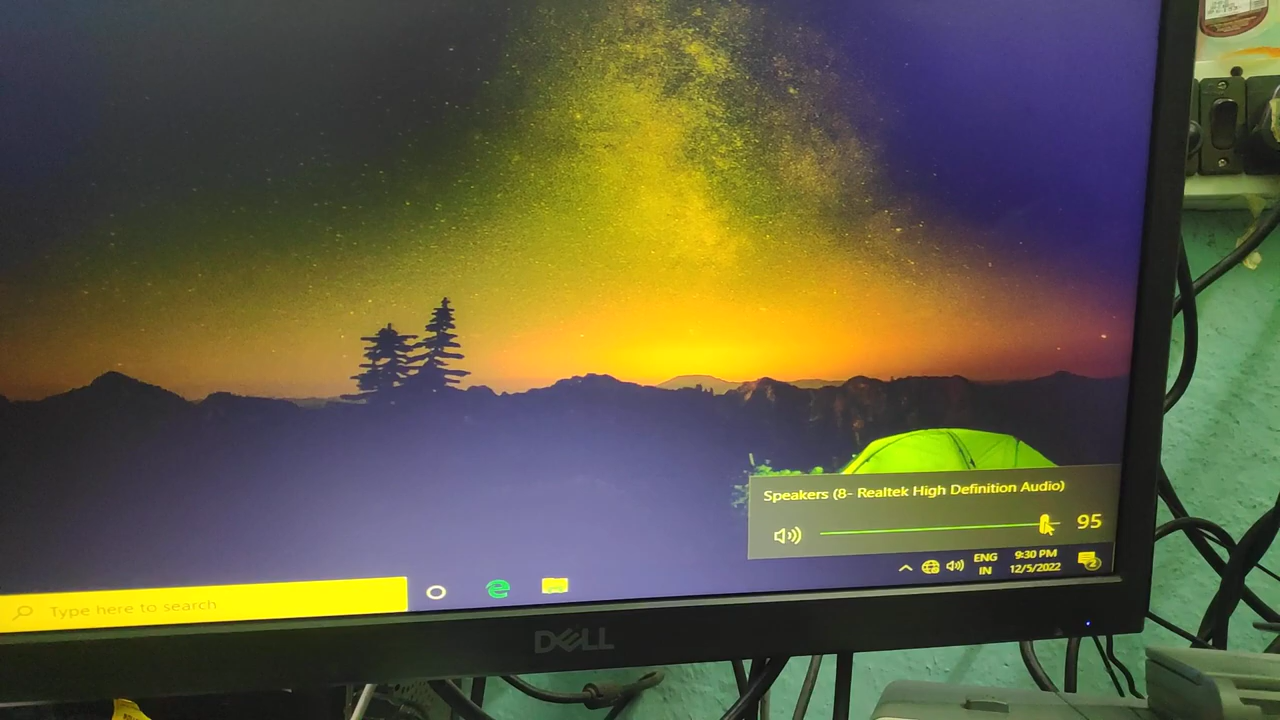 Speakers (8- Realtek High Definition Audio)
95
ENG
IN
9:30 PM
12/5/2022
2
Type here to search
DELL